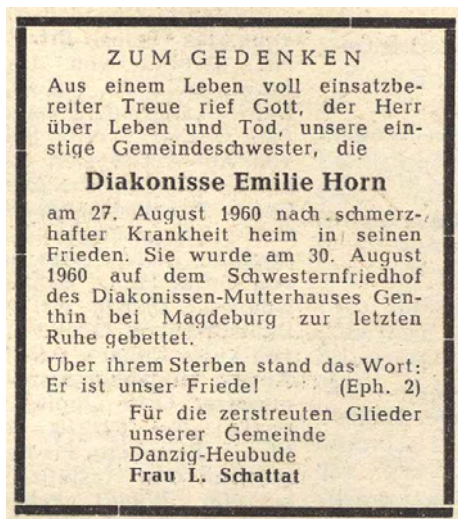 ZUM GEDENKEN
Aus einem Leben voll einsatzbe-
reiter Treue rief Gott, der Herr
über Leben und Tod, unsere ein-
stige Gemeindeschwester, die
Diakonisse Emilie Horn
am 27. August 1960 nach schmerz-
hafter Krankheit heim in seinen
Frieden. Sie wurde am 30. August
1960 auf dem Schwesternfriedhof
des Diakonissen-Mutterhauses Gen-
thin bei Magdeburg zur letzten
Ruhe gebettet.
Über ihrem Sterben stand das Wort:
Er ist unser Friede! (Eph. 2)
Für die zerstreuten Glieder
unserer Gemeinde
Danzig-Heubude
Frau L. Schattat